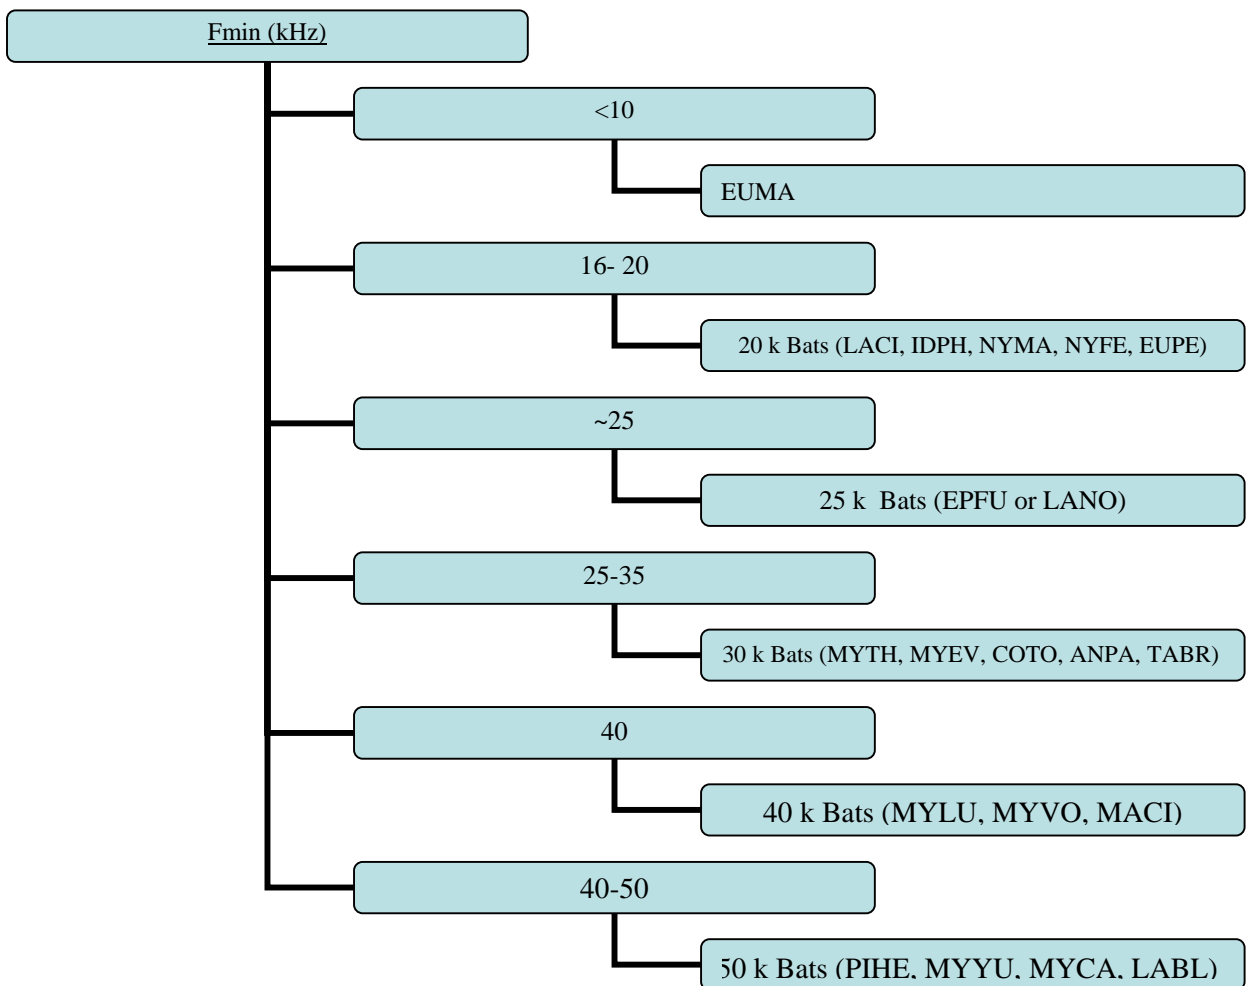 Fmin (kHz)
<10
EUMA
16- 20
20 k Bats (LACI, IDPH, NYMA, NYFE, EUPE)
~25
25 k  Bats (EPFU or LANO)
25-35
30 k Bats (MYTH, MYEV, COTO, ANPA, TABR)
40
40 k Bats (MYLU, MYVO, MACI)
40-50
50 k Bats (PIHE, MYYU, MYCA, LABL)